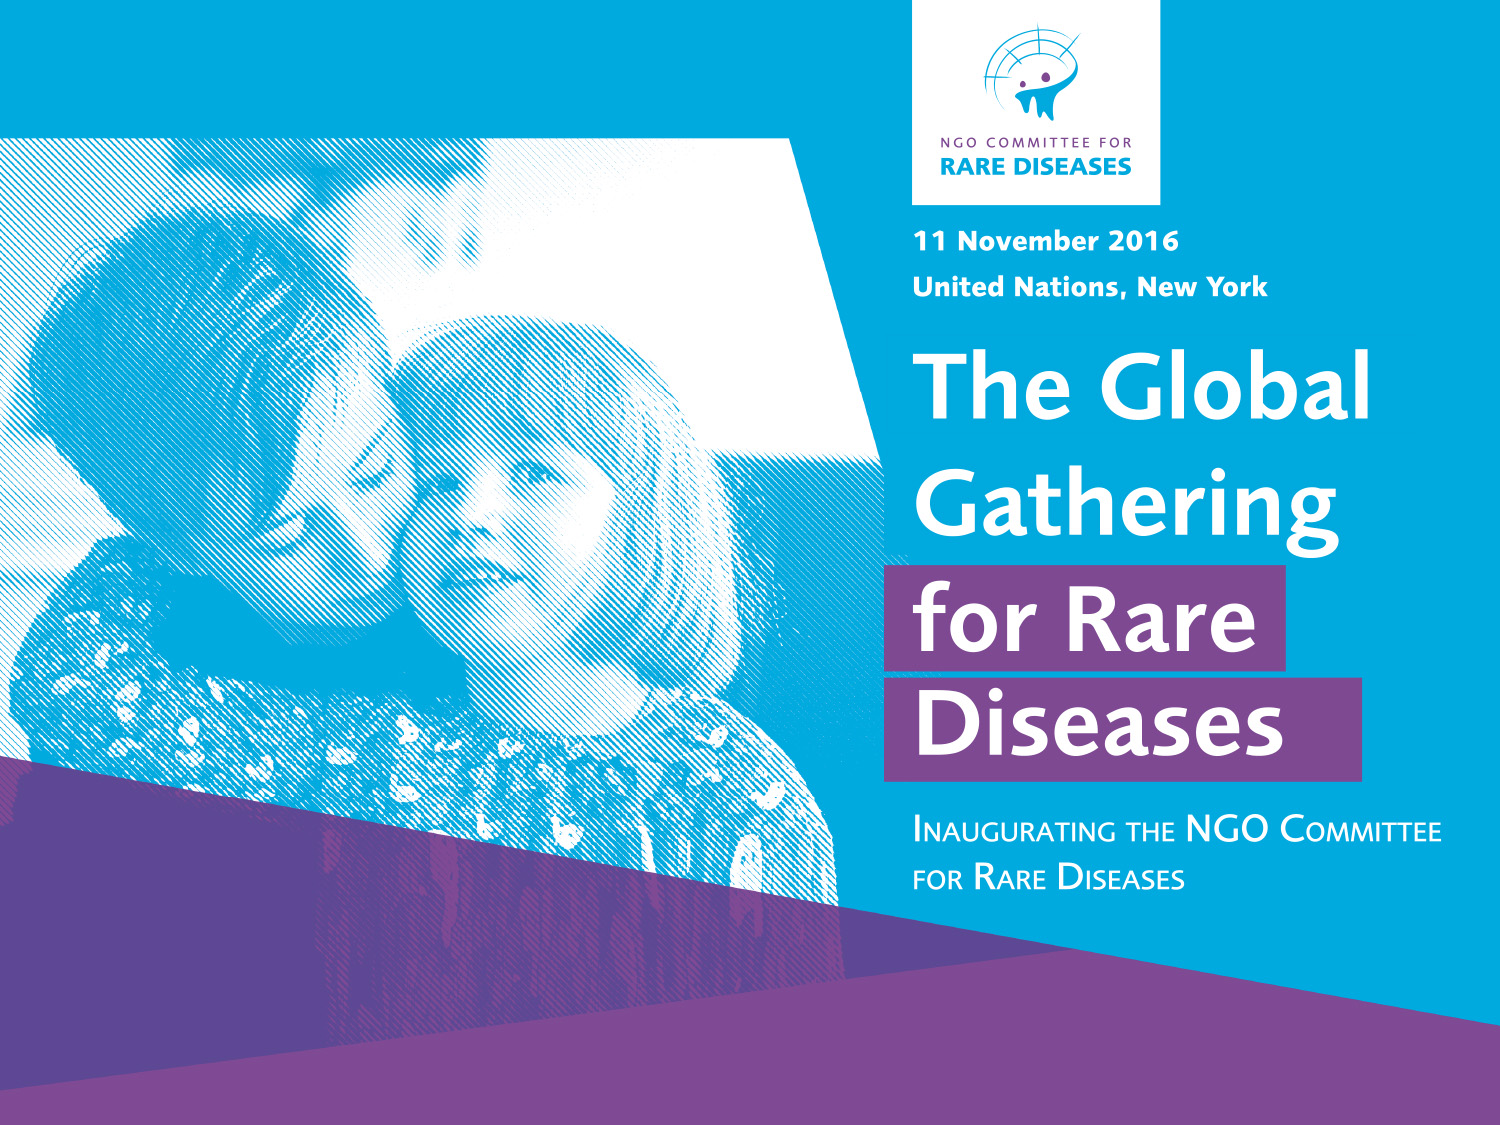 NGO COMMITTEE FOR
RARE DISEASES
11 November 2016
United Nations, New York
The Global
Gathering
for Rare
Diseases
Inaugurating the NGO Committee
for Rare Diseases